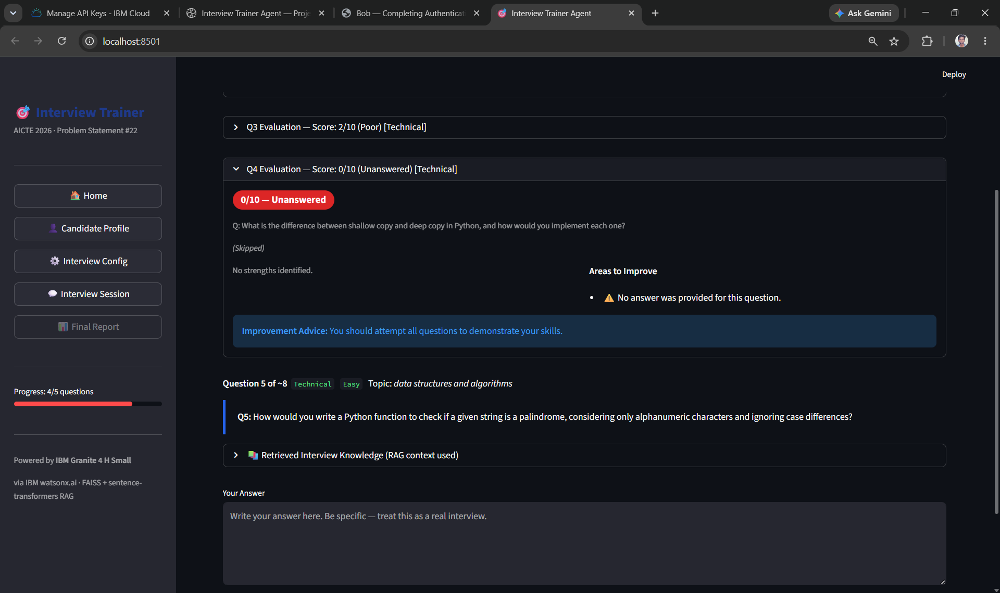 Manage API Keys - IBM Cloud
Interview Trainer Agent — Proje
Bob — Completing Authenticat
Interview Trainer Agent
Ask Gemini
localhost:8501
Deploy
Interview Trainer
AICTE 2026 · Problem Statement #22
Home
Candidate Profile
Interview Config
Interview Session
Final Report
Progress: 4/5 questions
Powered by IBM Granite 4 H Small
via IBM watsonx.ai · FAISS + sentence-
transformers RAG
Q3 Evaluation — Score: 2/10 (Poor) [Technical]
Q4 Evaluation — Score: 0/10 (Unanswered) [Technical]
0/10 — Unanswered
Q: What is the difference between shallow copy and deep copy in Python, and how would you implement each one?
(Skipped)
No strengths identified.
Areas to Improve
• ⚠️ No answer was provided for this question.
Improvement Advice: You should attempt all questions to demonstrate your skills.
Question 5 of ~8 Technical Easy Topic: data structures and algorithms
Q5: How would you write a Python function to check if a given string is a palindrome, considering only alphanumeric characters and ignoring case differences?
Retrieved Interview Knowledge (RAG context used)
Your Answer
Write your answer here. Be specific — treat this as a real interview.